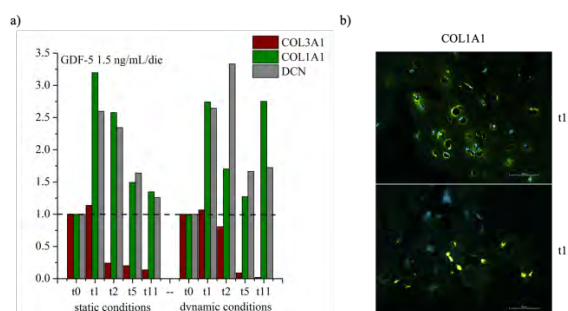 a)
GDF-5 1.5 ng/mL/die
COL3A1
COL1A1
DCN
3.5
3.0
2.5
2.0
1.5
1.0
0.5
0.0
t0 t1 t2 t5 t11 -- t0 t1 t2 t5 t11
static conditions dynamic conditions
b)
COL1A1
t1
t1